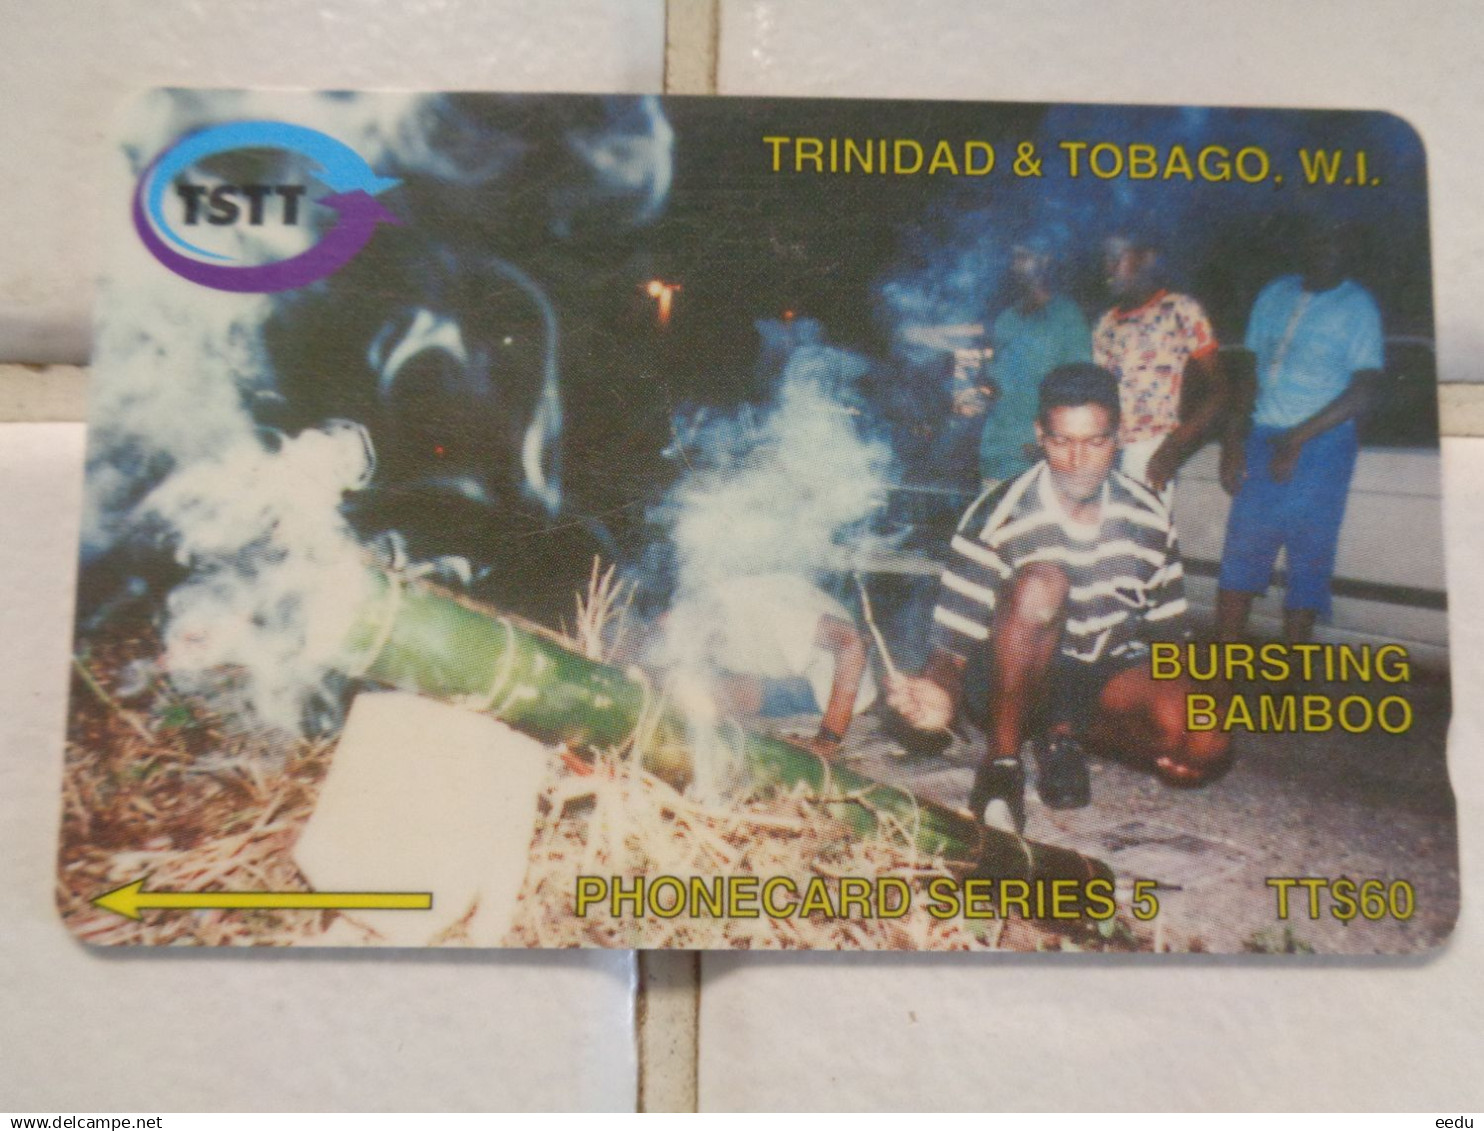 TSTT
TRINIDAD & TOBAGO, W.I.
BURSTING
BAMBOO
PHONECARD SERIES 5 TT$60
www.delcampe.net
eedu